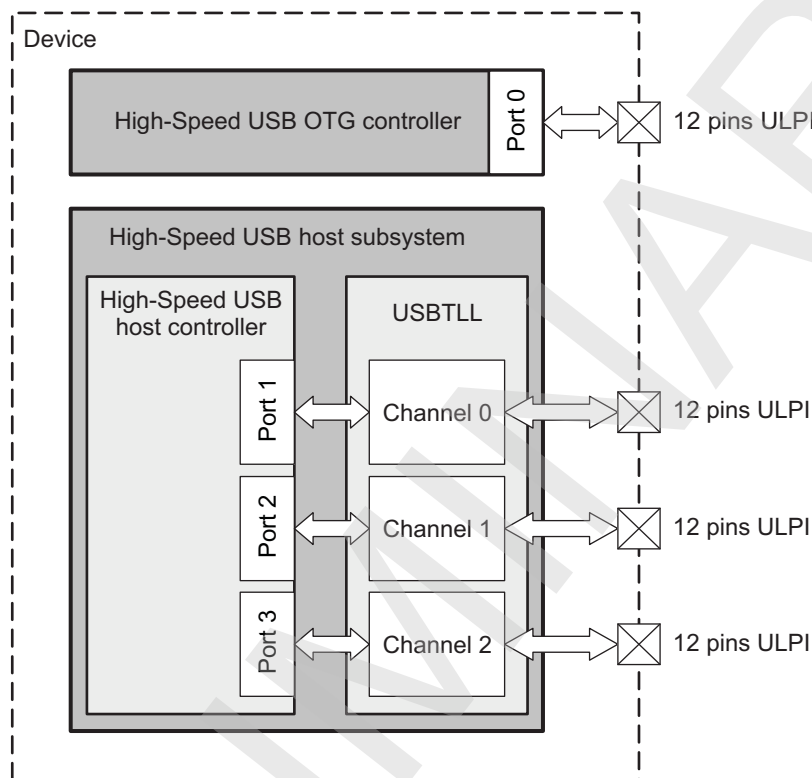 Device
High-Speed USB OTG controller
Port 0
12 pins ULPI
High-Speed USB host subsystem
High-Speed USB
host controller
USBTLL
Port 1
Channel 0
12 pins ULPI
Port 2
Channel 1
12 pins ULPI
Port 3
Channel 2
12 pins ULPI